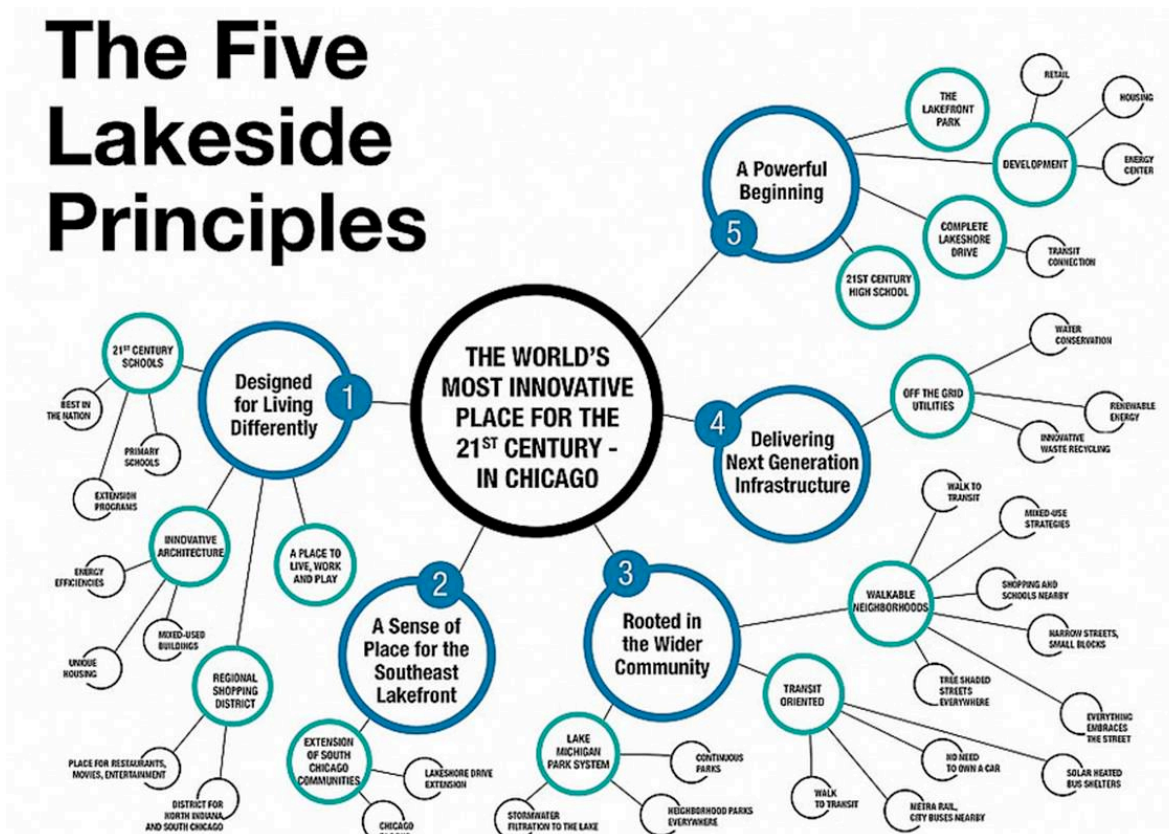 The Five
Lakeside
Principles
THE WORLD'S
MOST INNOVATIVE
PLACE FOR THE
21ST CENTURY -
IN CHICAGO
1
Designed
for Living
Differently
21ST CENTURY
SCHOOLS
BEST IN
THE NATION
PRIMARY
SCHOOLS
EXTENSION
PROGRAMS
INNOVATIVE
ARCHITECTURE
ENERGY
EFFICIENCIES
MIXED-USED
BUILDINGS
UNIQUE
HOUSING
A PLACE TO
LIVE, WORK
AND PLAY
REGIONAL
SHOPPING
DISTRICT
PLACE FOR RESTAURANTS,
MOVIES, ENTERTAINMENT
DISTRICT FOR
NORTH INDIANA
AND SOUTH CHICAGO
2
A Sense of
Place for the
Southeast
Lakefront
EXTENSION
OF SOUTH
CHICAGO
COMMUNITIES
LAKESHORE DRIVE
EXTENSION
CHICAGO
3
Rooted in
the Wider
Community
LAKE
MICHIGAN
PARK SYSTEM
CONTINUOUS
PARKS
NEIGHBORHOOD PARKS
EVERYWHERE
STORMWATER
FILTRATION TO THE LAKE
TRANSIT
ORIENTED
WALK
TO TRANSIT
METRA RAIL,
CITY BUSES NEARBY
NO NEED
TO OWN A CAR
SOLAR HEATED
BUS SHELTERS
WALKABLE
NEIGHBORHOODS
WALK TO
TRANSIT
MIXED-USE
STRATEGIES
SHOPPING AND
SCHOOLS NEARBY
NARROW STREETS,
SMALL BLOCKS
TREE SHADED
STREETS
EVERYWHERE
EVERYTHING
EMBRACES
THE STREET
4
Delivering
Next Generation
Infrastructure
OFF THE GRID
UTILITIES
WATER
CONSERVATION
RENEWABLE
ENERGY
INNOVATIVE
WASTE RECYCLING
5
A Powerful
Beginning
THE
LAKEFRONT
PARK
DEVELOPMENT
RETAIL
HOUSING
ENERGY
CENTER
COMPLETE
LAKESHORE
DRIVE
TRANSIT
CONNECTION
21ST CENTURY
HIGH SCHOOL